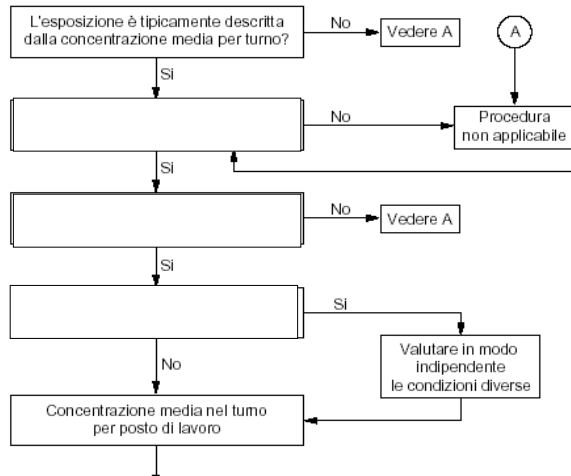 L'esposizione è tipicamente descritta
dalla concentrazione media per turno?
No
Vedere A
A
Si
No
Procedura
non applicabile
Si
No
Vedere A
Si
Si
Valutare in modo
indipendente
le condizioni diverse
No
Concentrazione media nel turno
per posto di lavoro